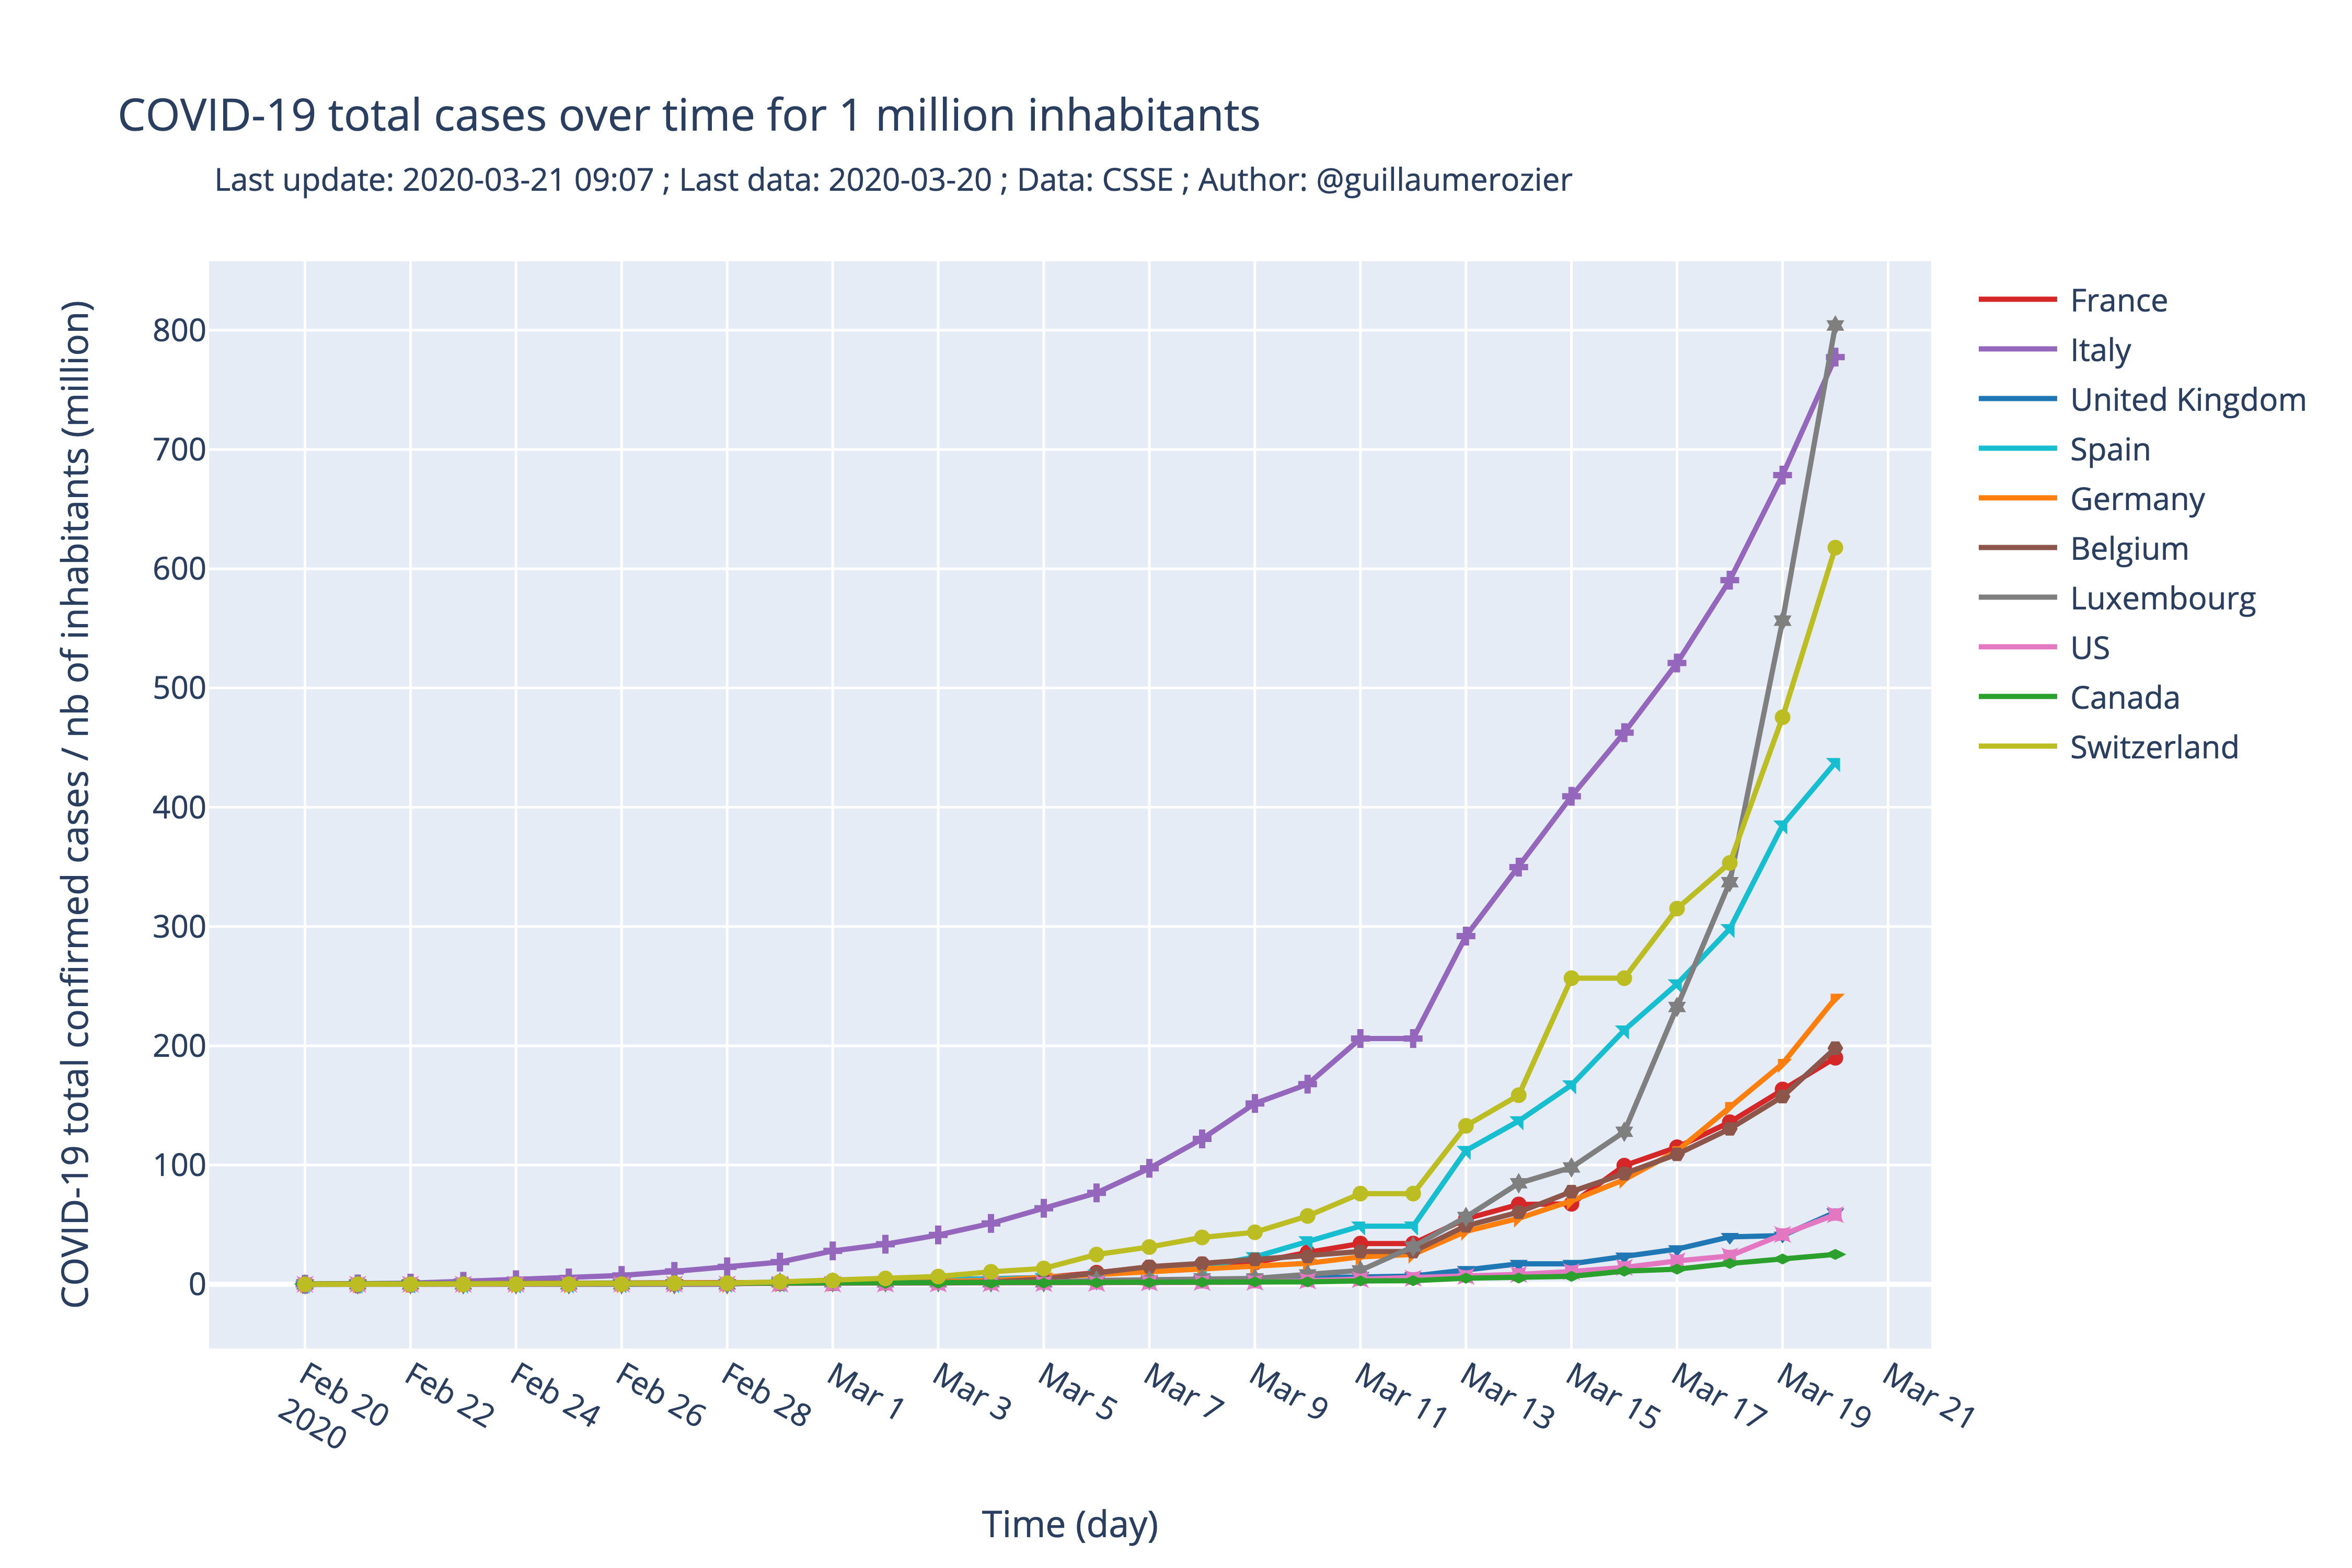 COVID-19 total cases over time for 1 million inhabitants
Last update: 2020-03-21 09:07 ; Last data: 2020-03-20 ; Data: CSSE ; Author: @guillaumerozier
COVID-19 total confirmed cases / nb of inhabitants (million)
800
700
600
500
400
300
200
100
0
Feb 20
2020
Feb 22
Feb 24
Feb 26
Feb 28
Mar 1
Mar 3
Mar 5
Mar 7
Mar 9
Mar 11
Mar 13
Mar 15
Mar 17
Mar 19
Mar 21
Time (day)
France
Italy
United Kingdom
Spain
Germany
Belgium
Luxembourg
US
Canada
Switzerland